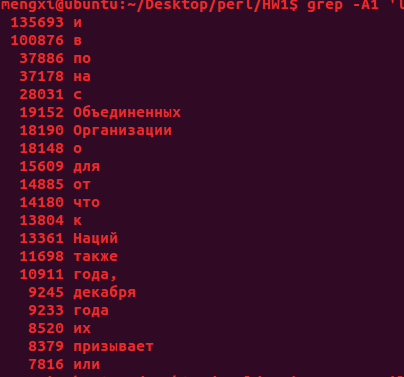 mengxi@ubuntu:~/Desktop/perl/HW1$ grep -A1 'l
135693 и
100876 в
37886 по
37178 на
28031 с
19152 Объединенных
18190 Организации
18148 о
15609 для
14885 от
14180 что
13804 к
13361 Наций
11698 также
10911 года,
9245 декабря
9233 года
8520 их
8379 призывает
7816 или